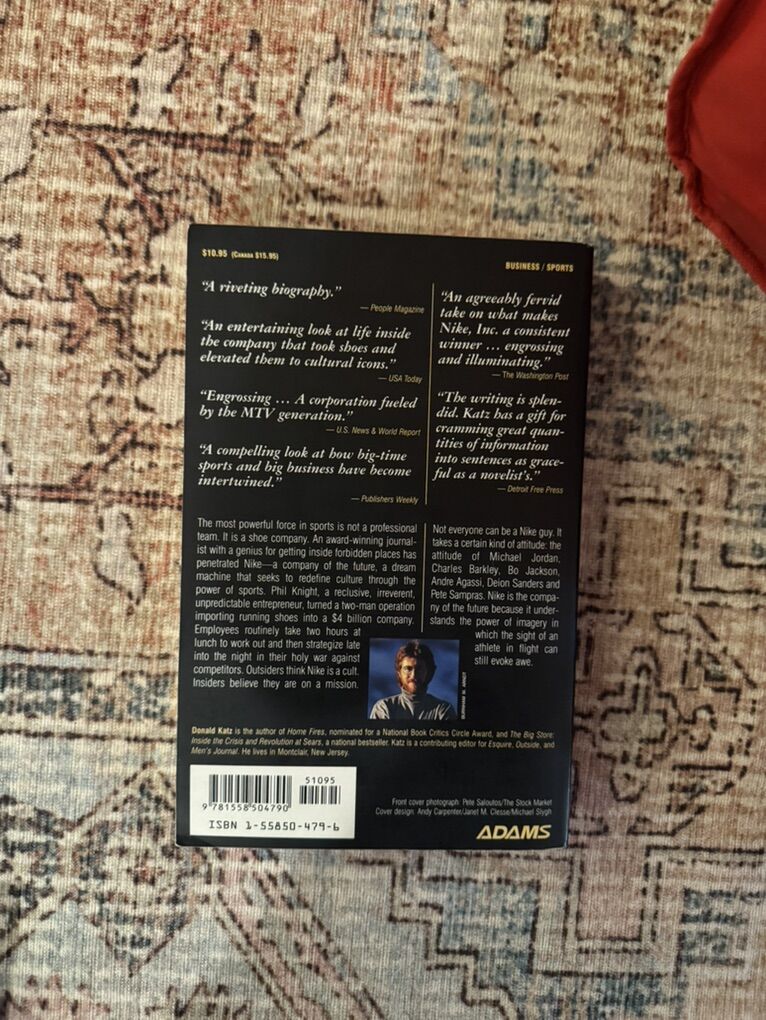 $10.95 (CANADA $15.95)
BUSINESS / SPORTS
“A riveting biography.”
— People Magazine
“An entertaining look at life inside
the company that took shoes and
elevated them to cultural icons.”
— USA Today
“Engrossing … A corporation fueled
by the MTV generation.”
— U.S. News & World Report
“A compelling look at how big-time
sports and big business have become
intertwined.”
— Publishers Weekly
“An agreeably fervid
take on what makes
Nike, Inc. a consistent
winner … engrossing
and illuminating.”
— The Washington Post
“The writing is splen-
did. Katz has a gift for
cramming great quan-
tities of information
into sentences as grace-
ful as a novelist’s.”
— Detroit Free Press
The most powerful force in sports is not a professional
team. It is a shoe company. An award-winning journal-
ist with a genius for getting inside forbidden places has
penetrated Nike—a company of the future, a dream
machine that seeks to redefine culture through the
power of sports. Phil Knight, a reclusive, irreverent,
unpredictable entrepreneur, turned a two-man operation
importing running shoes into a $4 billion company.
Employees routinely take two hours at
lunch to work out and then strategize late
into the night in their holy war against
competitors. Outsiders think Nike is a cult.
Insiders believe they are on a mission.
Not everyone can be a Nike guy. It
takes a certain kind of attitude: the
attitude of Michael Jordan,
Charles Barkley, Bo Jackson,
Andre Agassi, Deion Sanders and
Pete Sampras. Nike is the compa-
ny of the future because it under-
stands the power of imagery in
which the sight of an
athlete in flight can
still evoke awe.
Donald Katz is the author of Home Fires, nominated for a National Book Critics Circle Award, and The Big Store:
Inside the Crisis and Revolution at Sears, a national bestseller. Katz is a contributing editor for Esquire, Outside, and
Men's Journal. He lives in Montclair, New Jersey.
51095
9 781558 504790
ISBN 1-55850-479-6
Front cover photograph: Pete Saloutos/The Stock Market
Cover design: Andy Carpenter/Janet M. Clesse/Michael Slygh
ADAMS